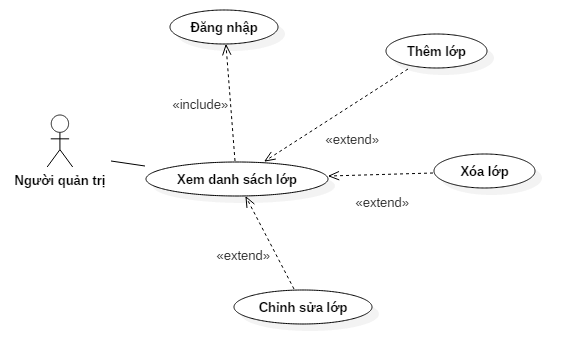 Đăng nhập
Thêm lớp
«include»
«extend»
Người quản trị
Xem danh sách lớp
Xóa lớp
«extend»
«extend»
Chỉnh sửa lớp